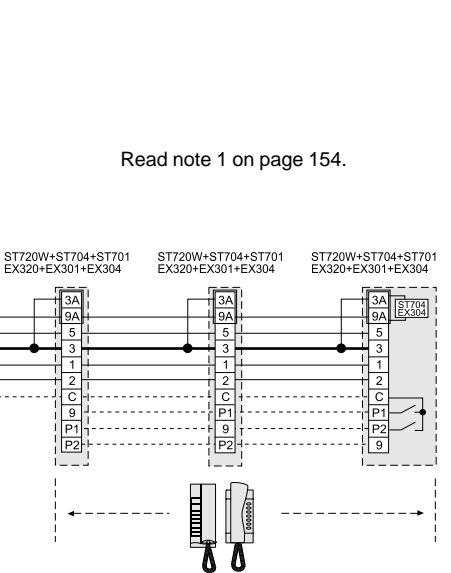 Read note 1 on page 154.
ST720W+ST704+ST701 ST720W+ST704+ST701 ST720W+ST704+ST701
EX320+EX301+EX304 EX320+EX301+EX304 EX320+EX301+EX304
3A 3A 3A ST704
9A 9A 9A EX304
5 5 5
3 3 3
1 1 1
2 2 2
C C C
9 P1 P1
P1 9 P2
P2 P2 9